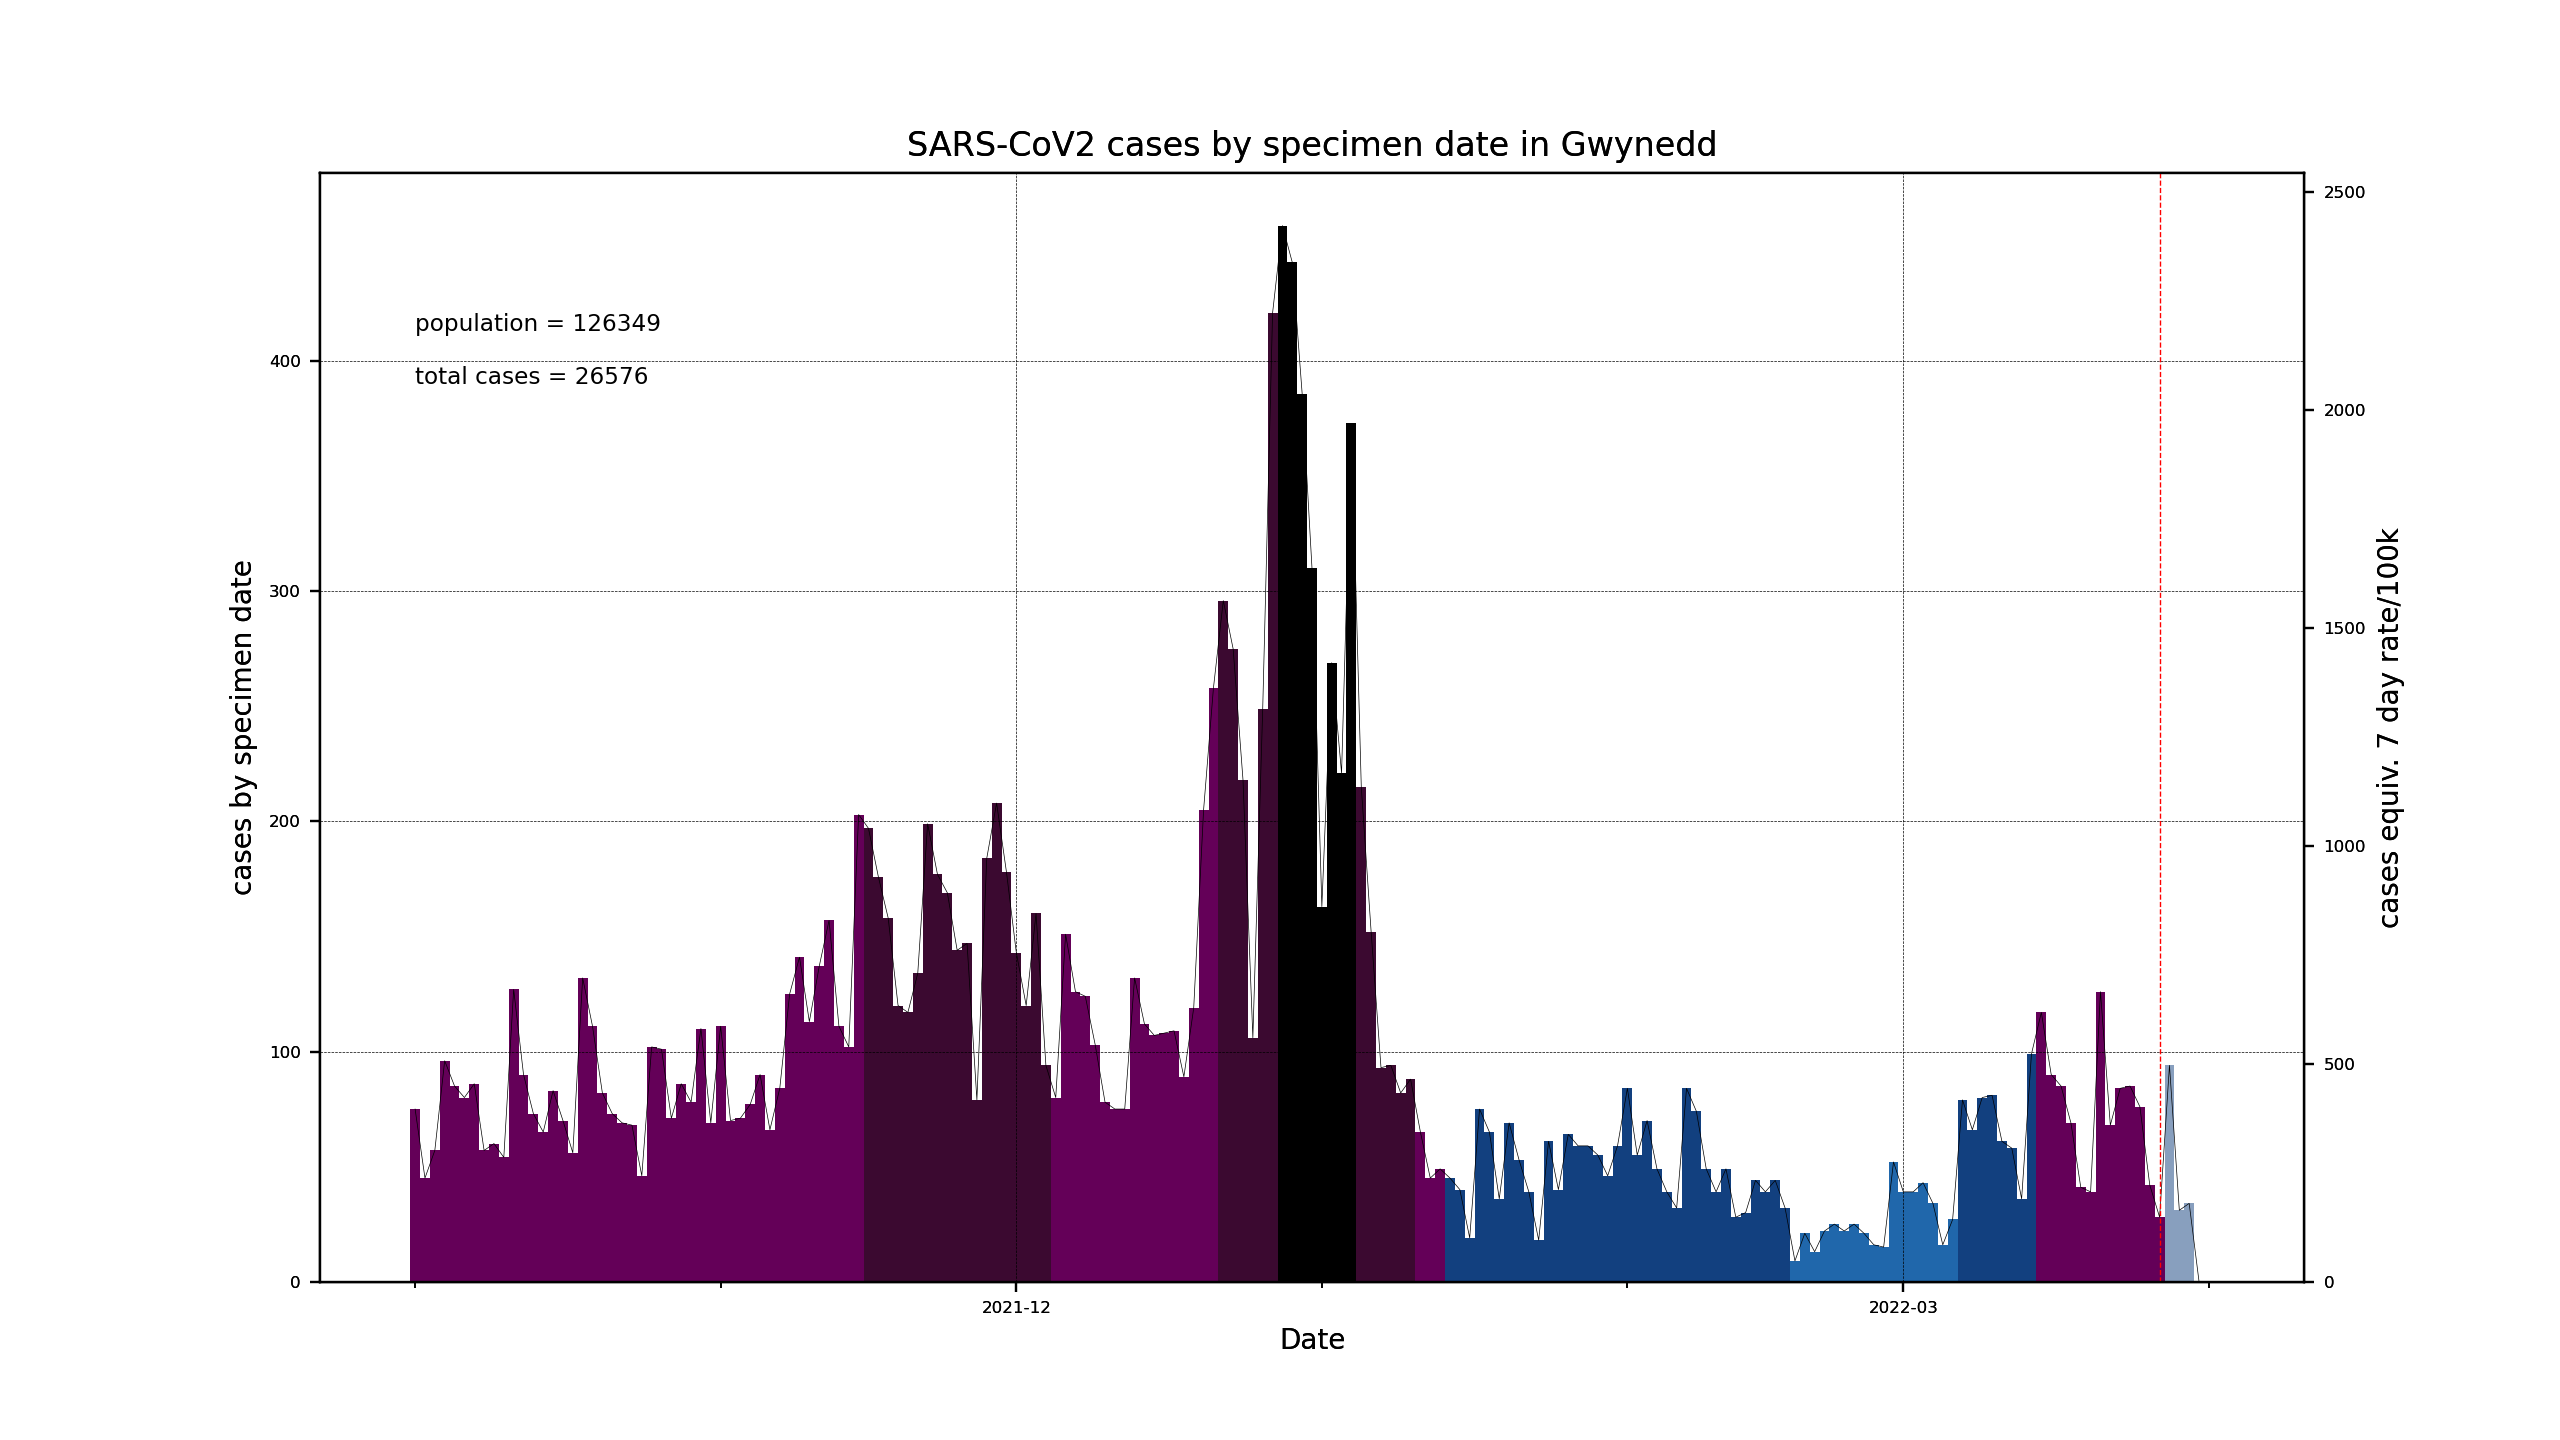 SARS-CoV2 cases by specimen date in Gwynedd
population = 126349
total cases = 26576
cases by specimen date
400
300
200
100
0
2500
2000
1500
1000
500
0
cases equiv. 7 day rate/100k
2021-12
2022-03
Date